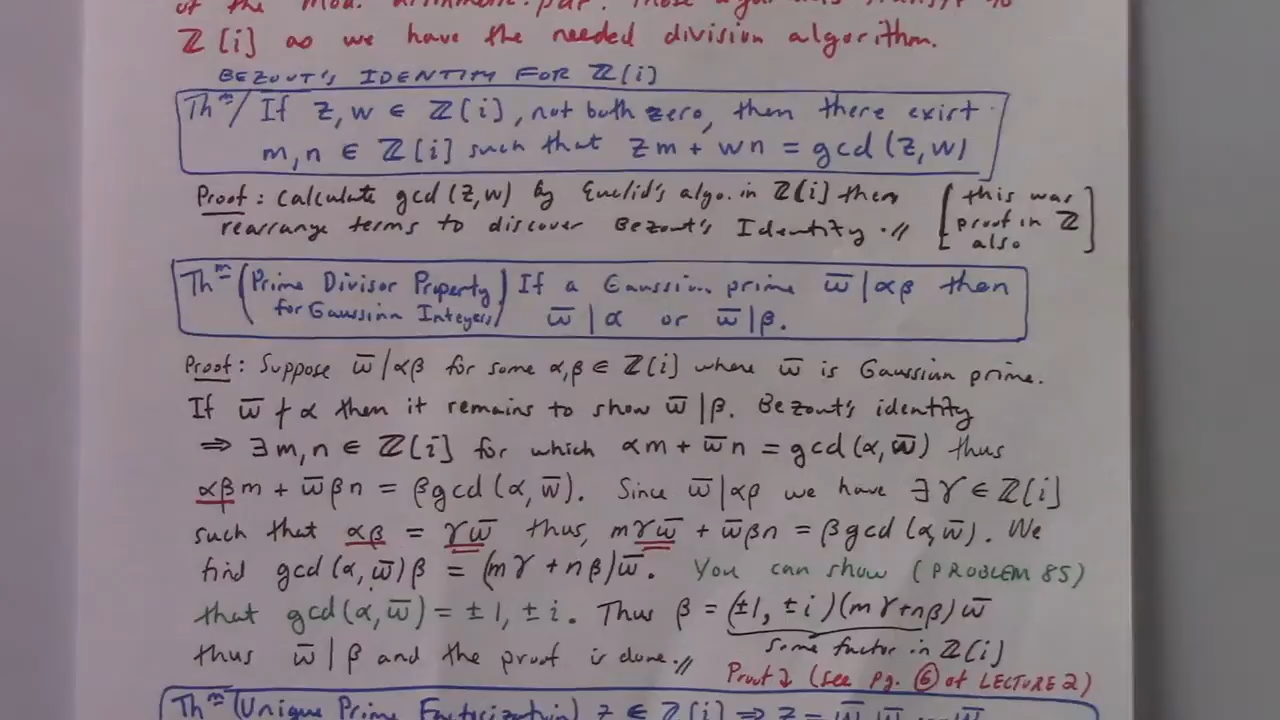 of the
Z[i] as we have the needed division algorithm.
BEZOUT'S IDENTITY FOR Z[i]
Thm/ If z, w ∈ Z[i], not both zero, then there exist
m, n ∈ Z[i] such that zm + wn = gcd(z, w)
Proof: Calculate gcd(z, w) by Euclid's algo. in Z[i] then
rearrange terms to discover Bezout's Identity.//
[this was
proof in Z
also]
Thm (Prime Divisor Property
for Gaussian Integers) If a Gaussian prime ϖ | αβ then
ϖ | α or ϖ | β.
Proof: Suppose ϖ | αβ for some α, β ∈ Z[i] where ϖ is Gaussian prime.
If ϖ ∤ α then it remains to show ϖ | β. Bezout's identity
⇒ ∃ m, n ∈ Z[i] for which αm + ϖn = gcd(α, ϖ) thus
αβm + ϖβn = βgcd(α, ϖ). Since ϖ | αβ we have ∃ γ ∈ Z[i]
such that αβ = γϖ thus, mγϖ + ϖβn = βgcd(α, ϖ). We
find gcd(α, ϖ)β = (mγ + nβ)ϖ. You can show (PROBLEM 85)
that gcd(α, ϖ) = ±1, ±i. Thus β = (±1, ±i)(mγ+nβ)ϖ
some factor in Z[i]
thus ϖ | β and the proof is done.//
Proof (see pg. ⑥ of LECTURE 2)
Thm (Unique Prime Factorization) z ∈ Z[i] ⇒ z =